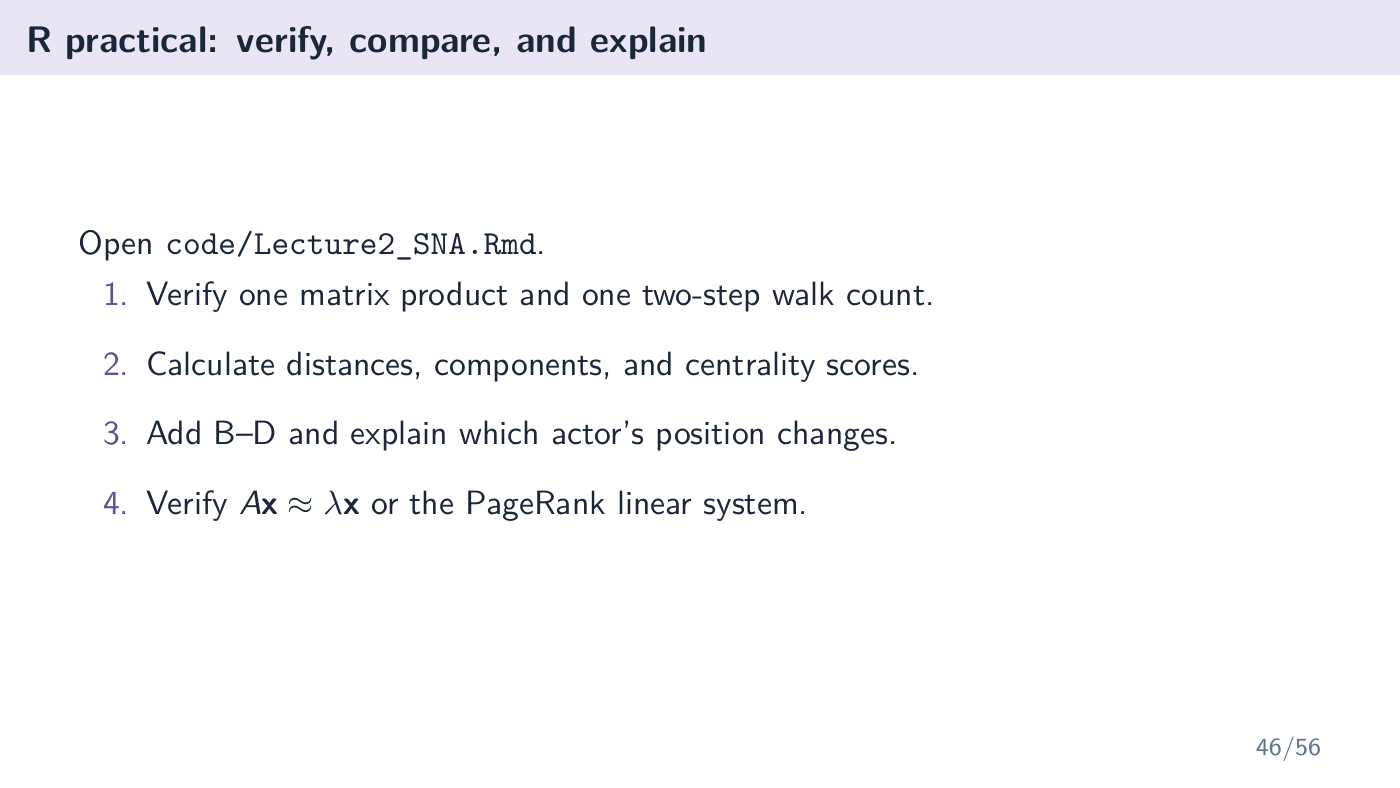 R practical: verify, compare, and explain
Open code/Lecture2_SNA.Rmd.
1. Verify one matrix product and one two-step walk count.
2. Calculate distances, components, and centrality scores.
3. Add B–D and explain which actor’s position changes.
4. Verify Ax ≈ λx or the PageRank linear system.
46/56